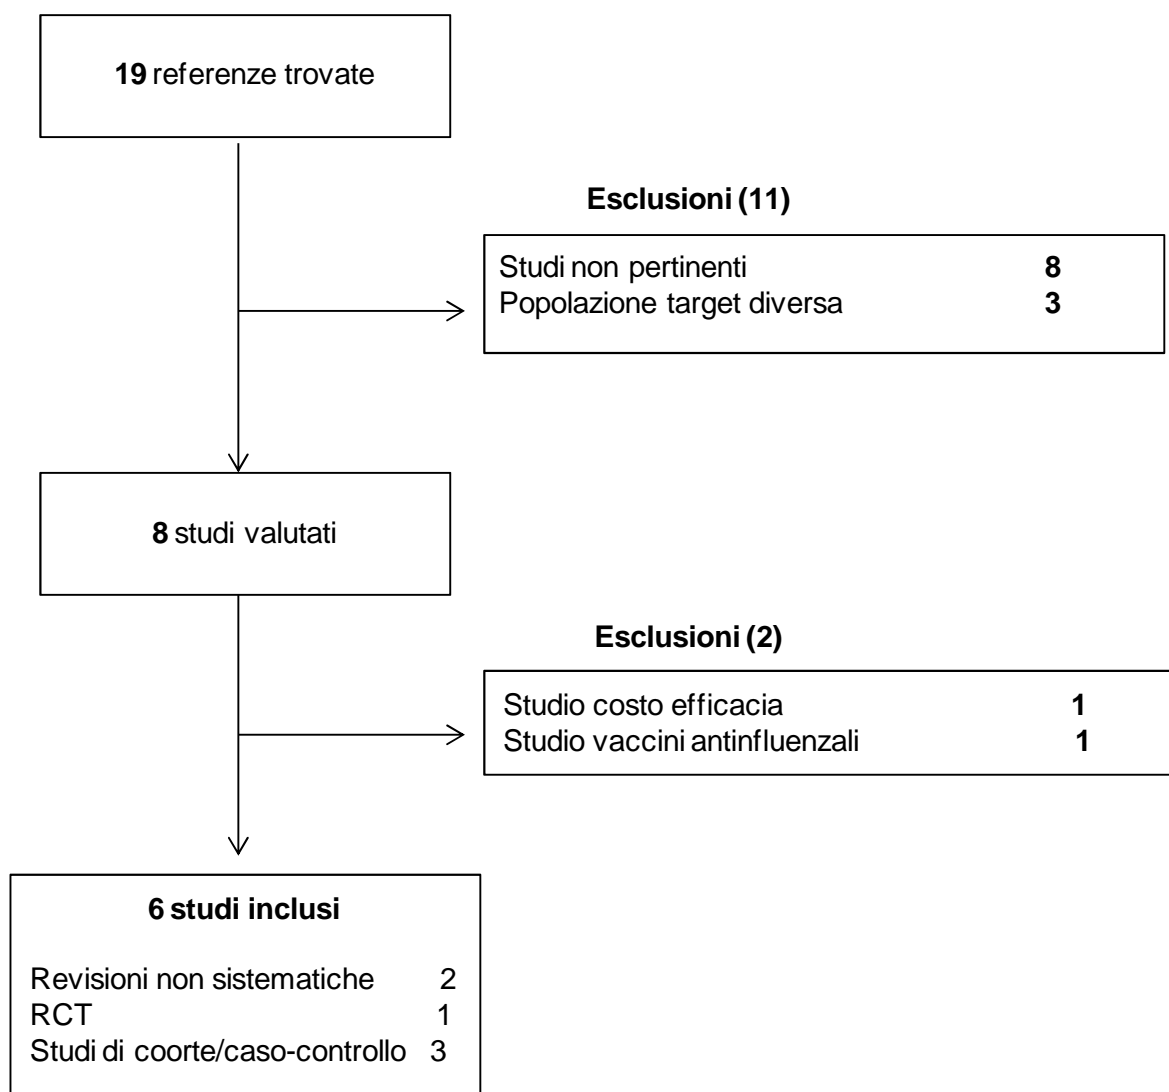 19 referenze trovate
Esclusioni (11)
Studi non pertinenti 8
Popolazione target diversa 3
8 studi valutati
Esclusioni (2)
Studio costo efficacia 1
Studio vaccini antinfluenzali 1
6 studi inclusi
Revisioni non sistematiche 2
RCT 1
Studi di coorte/caso-controllo 3